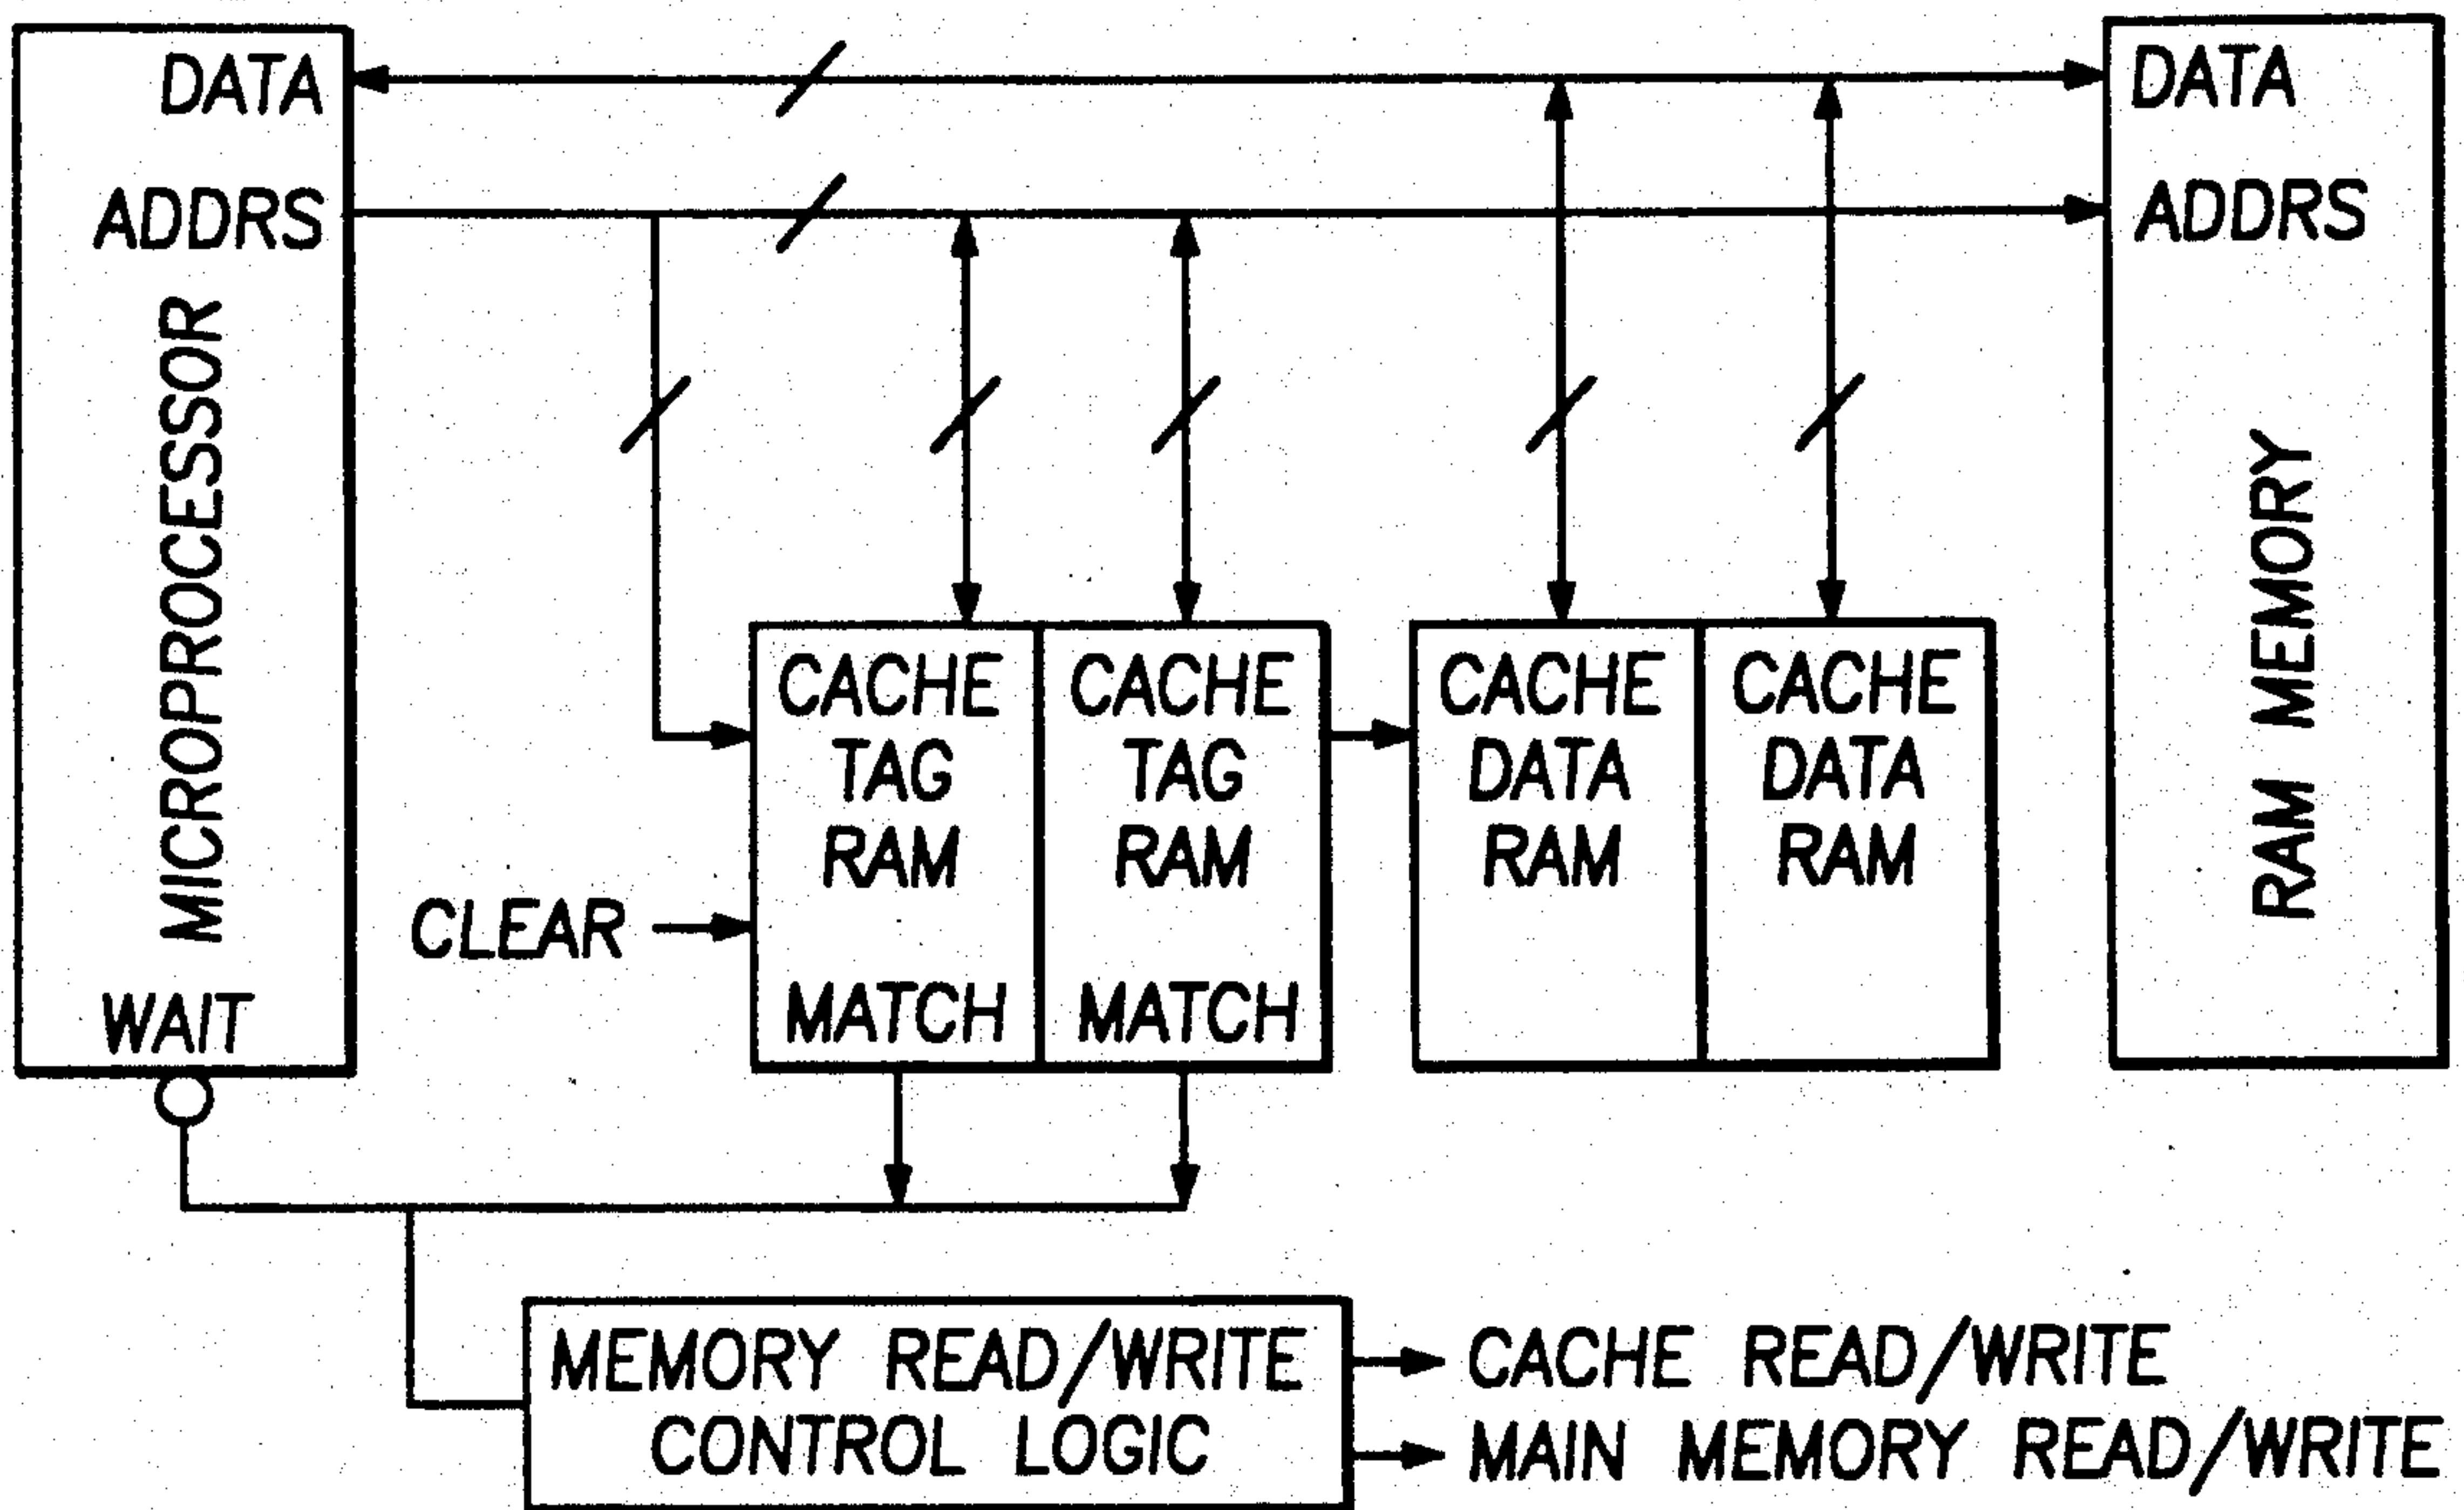 DATA
ADDRS
MICROPROCESSOR
WAIT
CLEAR
CACHE
TAG
RAM
MATCH
CACHE
TAG
RAM
MATCH
CACHE
DATA
RAM
CACHE
DATA
RAM
DATA
ADDRS
RAM MEMORY
MEMORY READ/WRITE
CONTROL LOGIC
CACHE READ/WRITE
MAIN MEMORY READ/WRITE